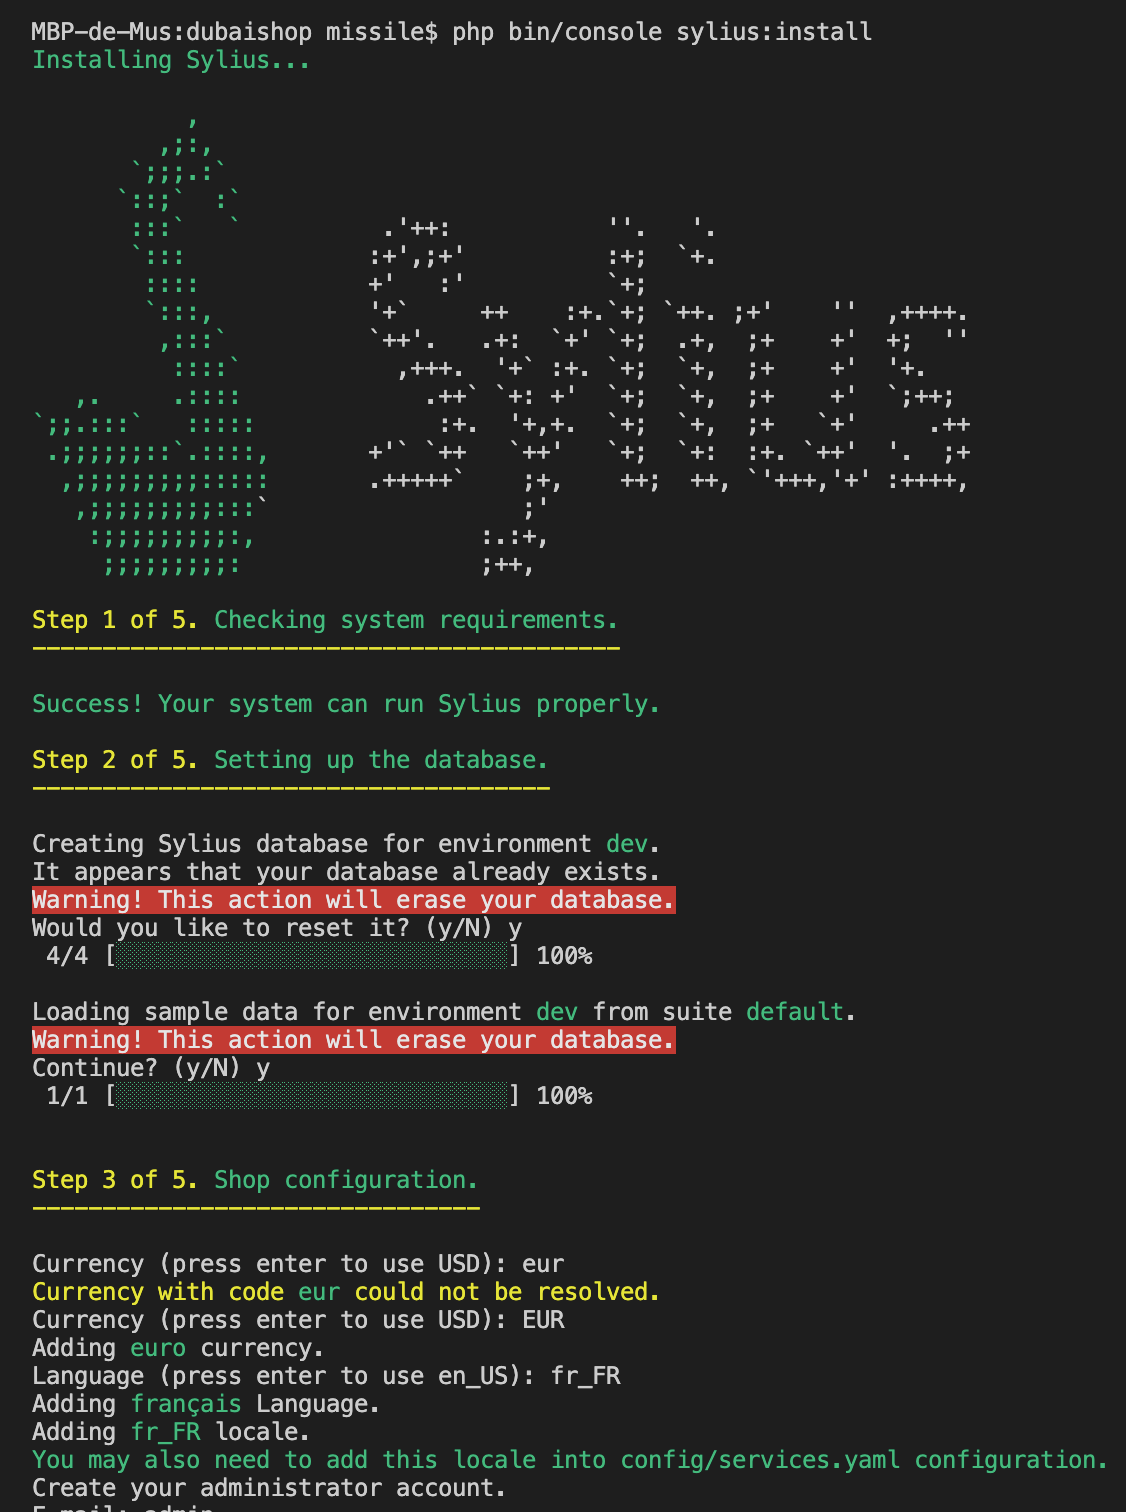 MBP-de-Mus:dubaishop missile$ php bin/console sylius:install
Installing Sylius...
Sylius
Step 1 of 5. Checking system requirements.
------------------------------------------
Success! Your system can run Sylius properly.
Step 2 of 5. Setting up the database.
-------------------------------------
Creating Sylius database for environment dev.
It appears that your database already exists.
Warning! This action will erase your database.
Would you like to reset it? (y/N) y
4/4 [░░░░░░░░░░░░░░░░░░░░░░░░░░░░] 100%
Loading sample data for environment dev from suite default.
Warning! This action will erase your database.
Continue? (y/N) y
1/1 [░░░░░░░░░░░░░░░░░░░░░░░░░░░░] 100%
Step 3 of 5. Shop configuration.
--------------------------------
Currency (press enter to use USD): eur
Currency with code eur could not be resolved.
Currency (press enter to use USD): EUR
Adding euro currency.
Language (press enter to use en_US): fr_FR
Adding français Language.
Adding fr_FR locale.
You may also need to add this locale into config/services.yaml configuration.
Create your administrator account.